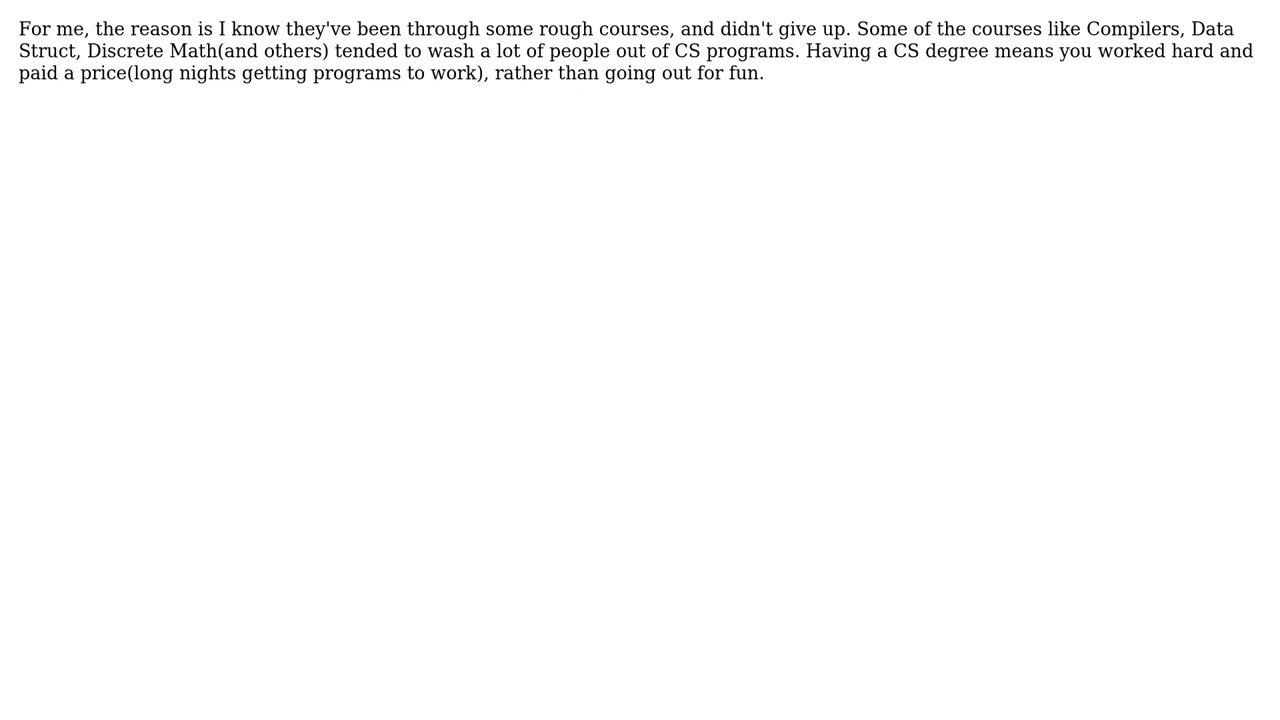 For me, the reason is I know they've been through some rough courses, and didn't give up. Some of the courses like Compilers, Data
Struct, Discrete Math(and others) tended to wash a lot of people out of CS programs. Having a CS degree means you worked hard and
paid a price(long nights getting programs to work), rather than going out for fun.